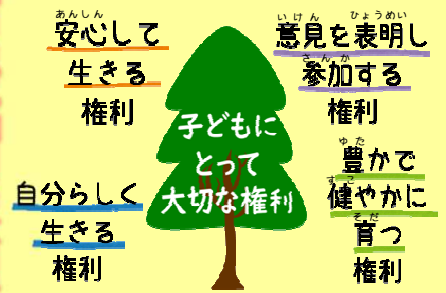 安心して
生きる
権利
意見を表明し
参加する
権利
子どもに
とって
大切な権利
自分らしく
生きる
権利
豊かで
健やかに
育つ
権利